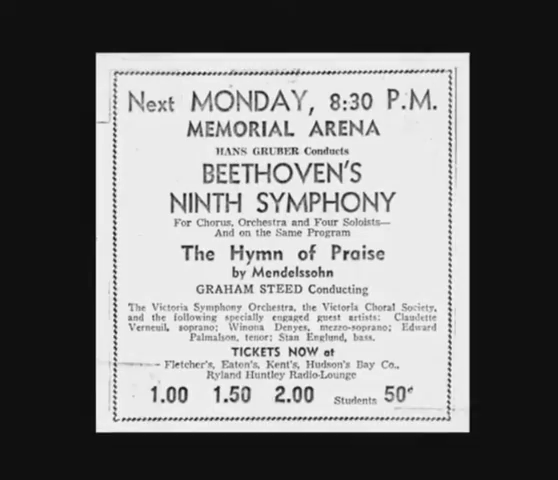 Next MONDAY, 8:30 P.M.
MEMORIAL ARENA
HANS GRUBER Conducts
BEETHOVEN'S
NINTH SYMPHONY
For Chorus, Orchestra and Four Soloists—
And on the Same Program
The Hymn of Praise
by Mendelssohn
GRAHAM STEED Conducting
The Victoria Symphony Orchestra, the Victoria Choral Society,
and the following specially engaged guest artists: Claudette
Verneuil, soprano; Winona Denyes, mezzo-soprano; Edward
Palmalson, tenor; Stan Englund, bass.
TICKETS NOW at
Fletcher's, Eaton's, Kent's, Hudson's Bay Co.,
Ryland Huntley Radio-Lounge
1.00 1.50 2.00 Students 50¢